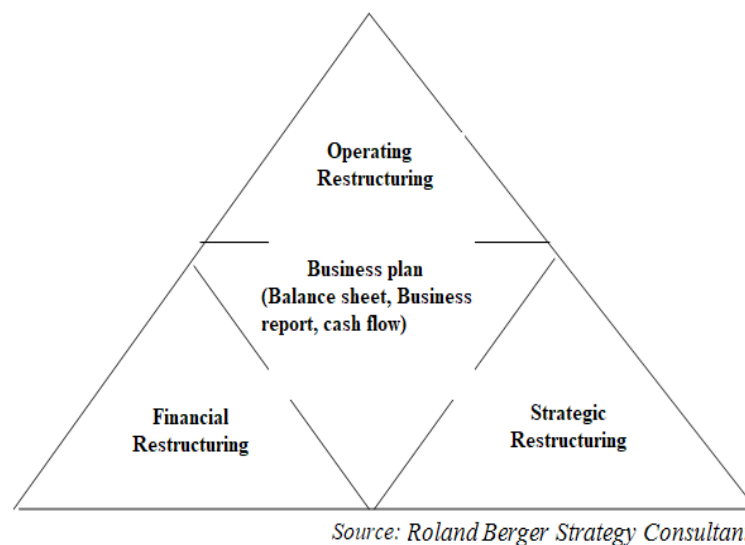 Operating
Restructuring
Business plan
(Balance sheet, Business
report, cash flow)
Financial
Restructuring
Strategic
Restructuring
Source: Roland Berger Strategy Consultan